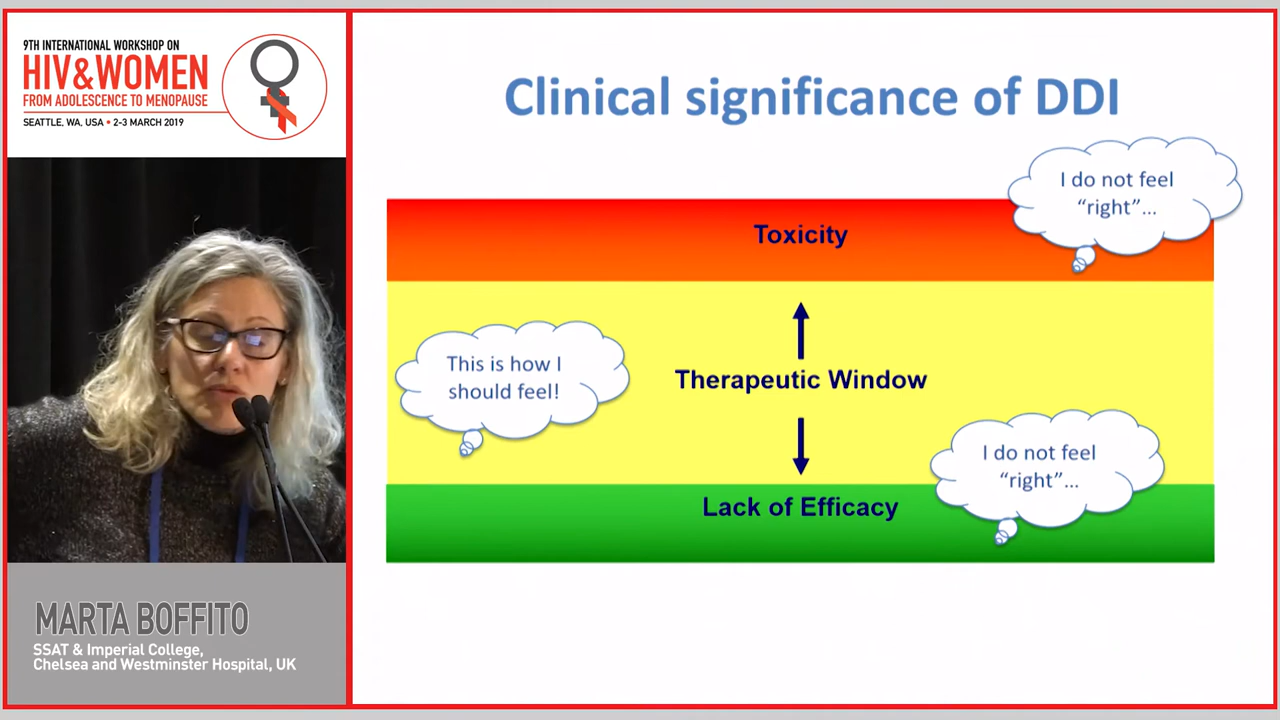 9TH INTERNATIONAL WORKSHOP ON
HIV&WOMEN
FROM ADOLESCENCE TO MENOPAUSE
SEATTLE, WA, USA • 2-3 MARCH 2019
Clinical significance of DDI
I do not feel
“right”...
Toxicity
This is how I
should feel!
Therapeutic Window
I do not feel
“right”...
Lack of Efficacy
MARTA BOFFITO
SSAT & Imperial College,
Chelsea and Westminster Hospital, UK